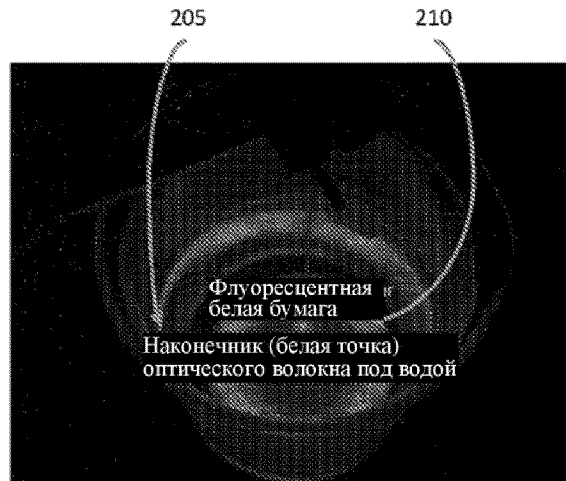 205 210
Флуоресцентная
белая бумага
Наконечник (белая точка)
оптического волокна под водой